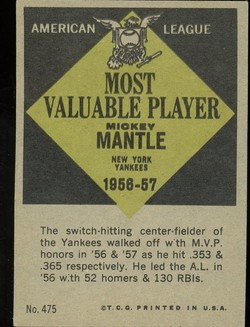 AMERICAN LEAGUE
MOST
VALUABLE PLAYER
MICKEY
MANTLE
NEW YORK
YANKEES
1956-57
The switch-hitting center-fielder of
the Yankees walked off w'th M.V.P.
honors in '56 & '57 as he hit .353 &
.365 respectively. He led the A.L. in
'56 w.th 52 homers & 130 RBIs.
No. 475
© T. C. G. PRINTED IN U.S.A.